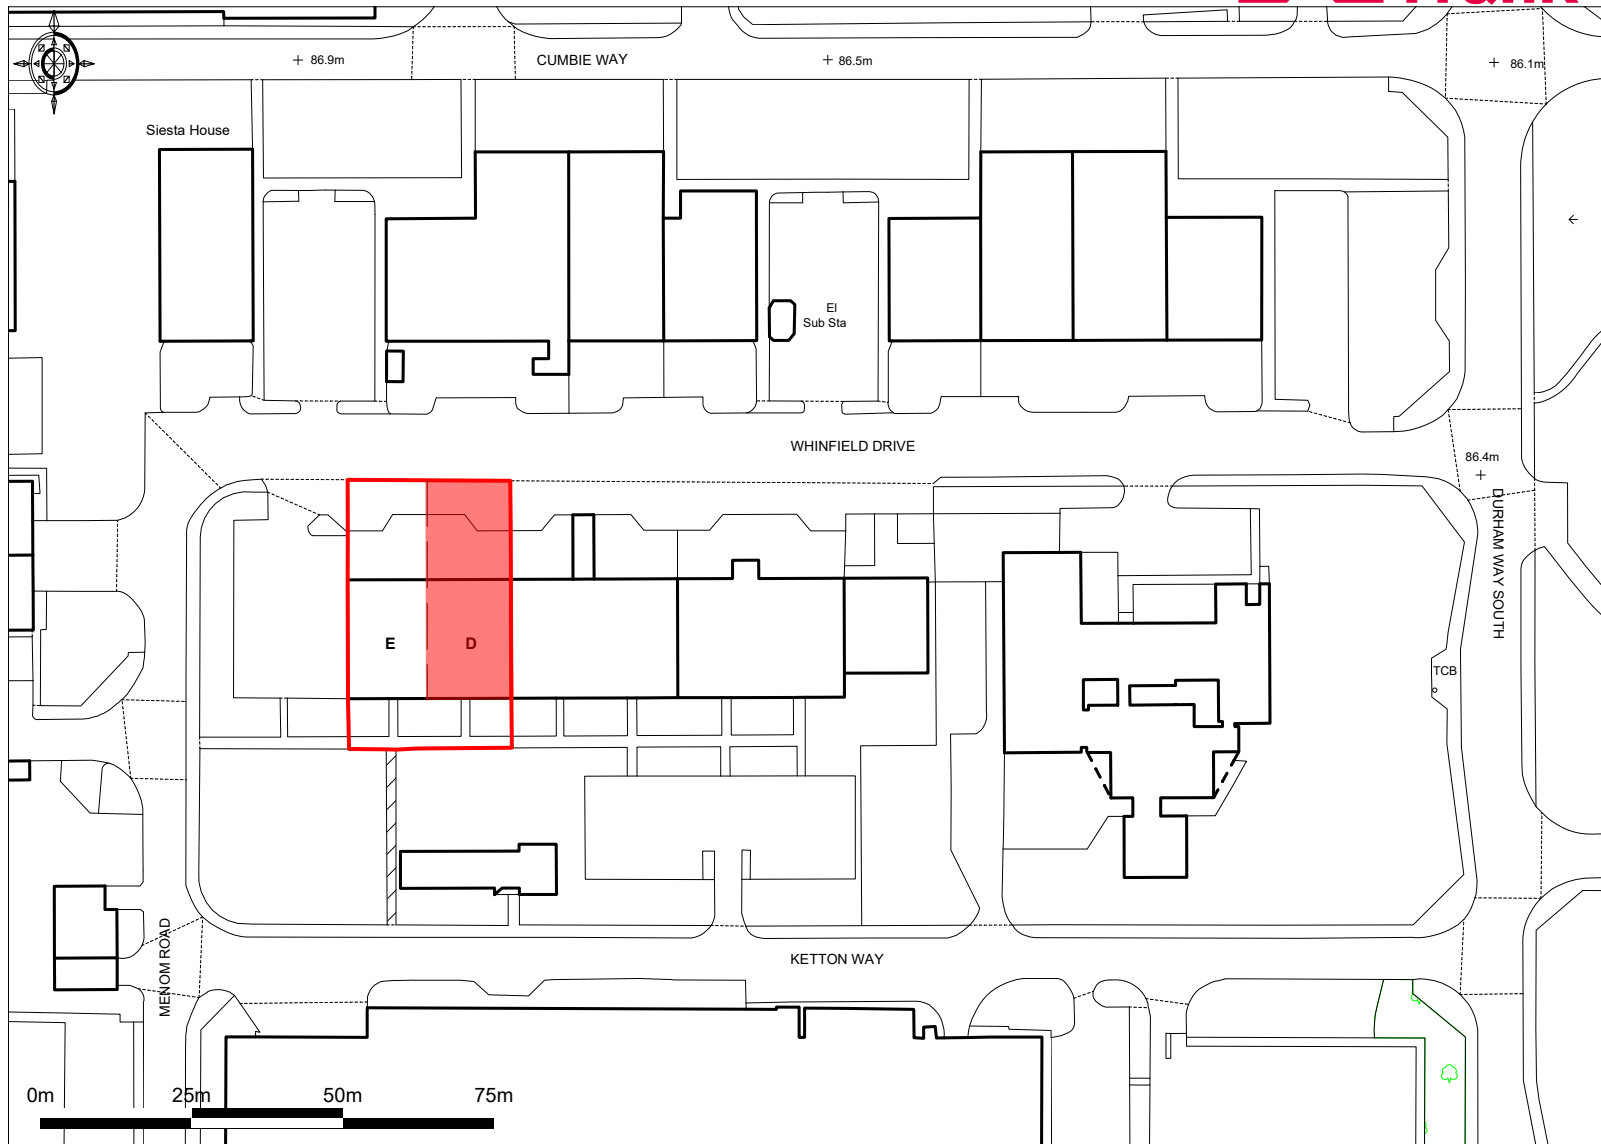 CUMBIE WAY
86.9m
86.5m
86.1m
Siesta House
El
Sub Sta
WHINFIELD DRIVE
86.4m
DURHAM WAY SOUTH
E
D
TCB
MENOM ROAD
KETTON WAY
0m
25m
50m
75m